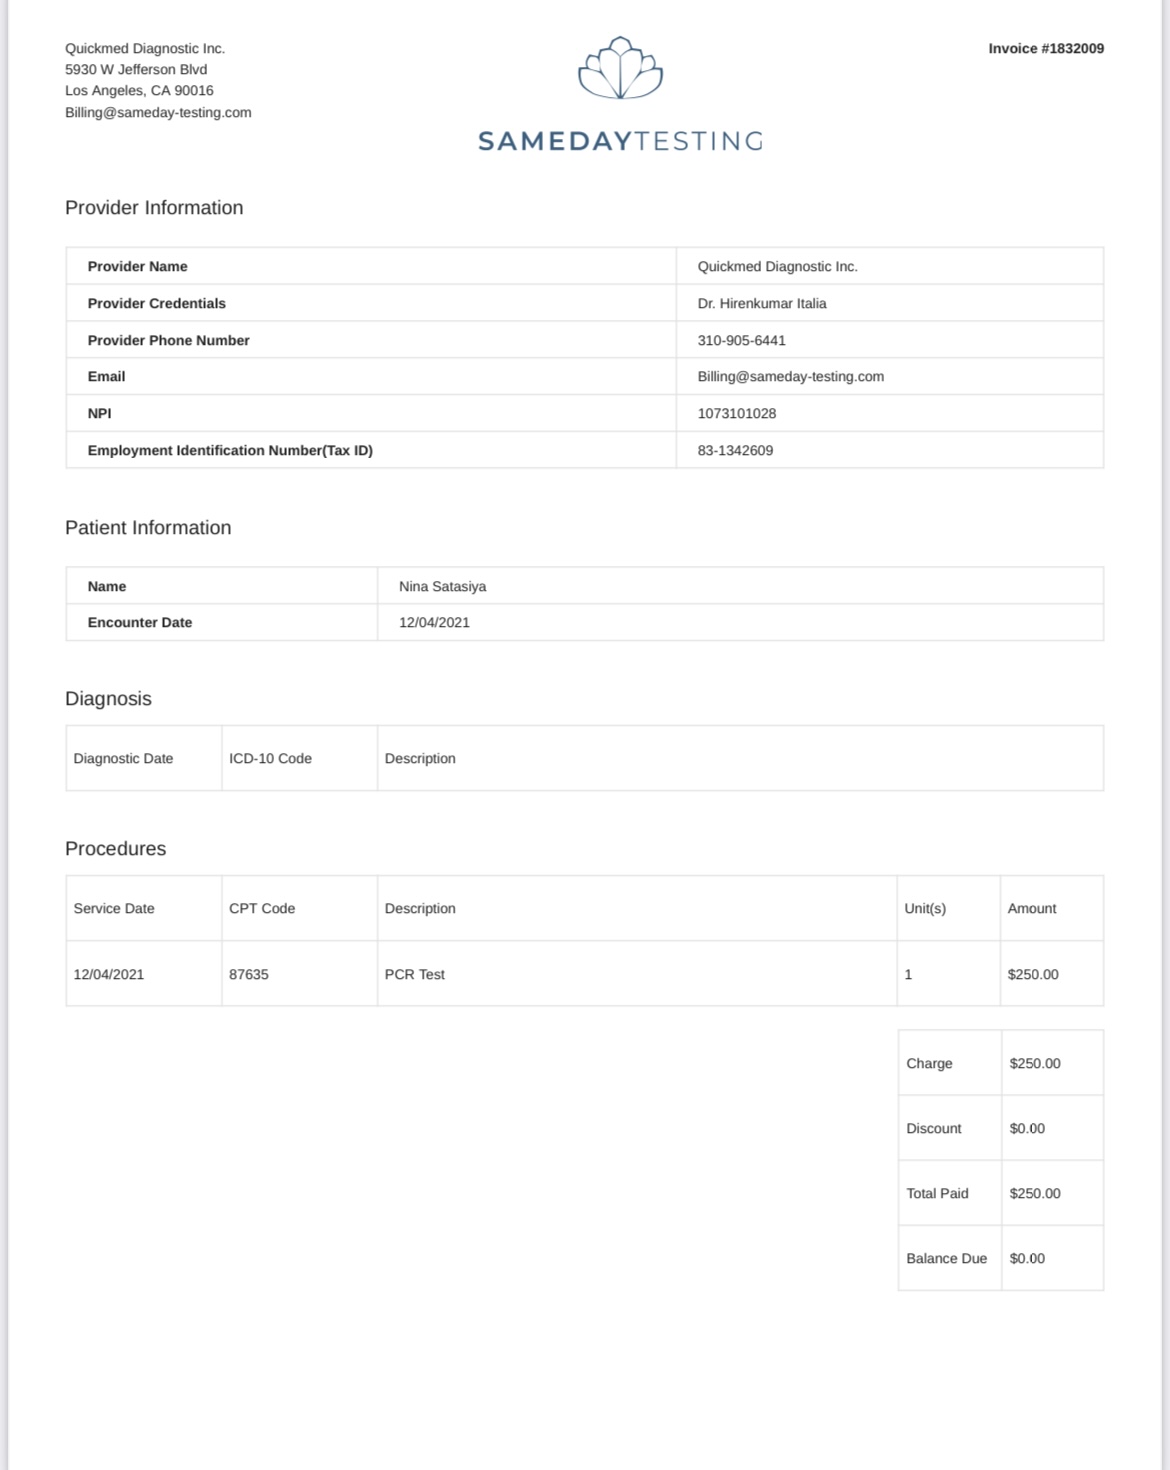 Quickmed Diagnostic Inc.
5930 W Jefferson Blvd
Los Angeles, CA 90016
Billing@sameday-testing.com
SAMEDAYTESTING
Invoice #1832009
Provider Information
Provider Name Quickmed Diagnostic Inc.
Provider Credentials Dr. Hirenkumar Italia
Provider Phone Number 310-905-6441
Email Billing@sameday-testing.com
NPI 1073101028
Employment Identification Number(Tax ID) 83-1342609
Patient Information
Name Nina Satasiya
Encounter Date 12/04/2021
Diagnosis
Diagnostic Date ICD-10 Code Description
Procedures
Service Date CPT Code Description Unit(s) Amount
12/04/2021 87635 PCR Test 1 $250.00
Charge $250.00
Discount $0.00
Total Paid $250.00
Balance Due $0.00